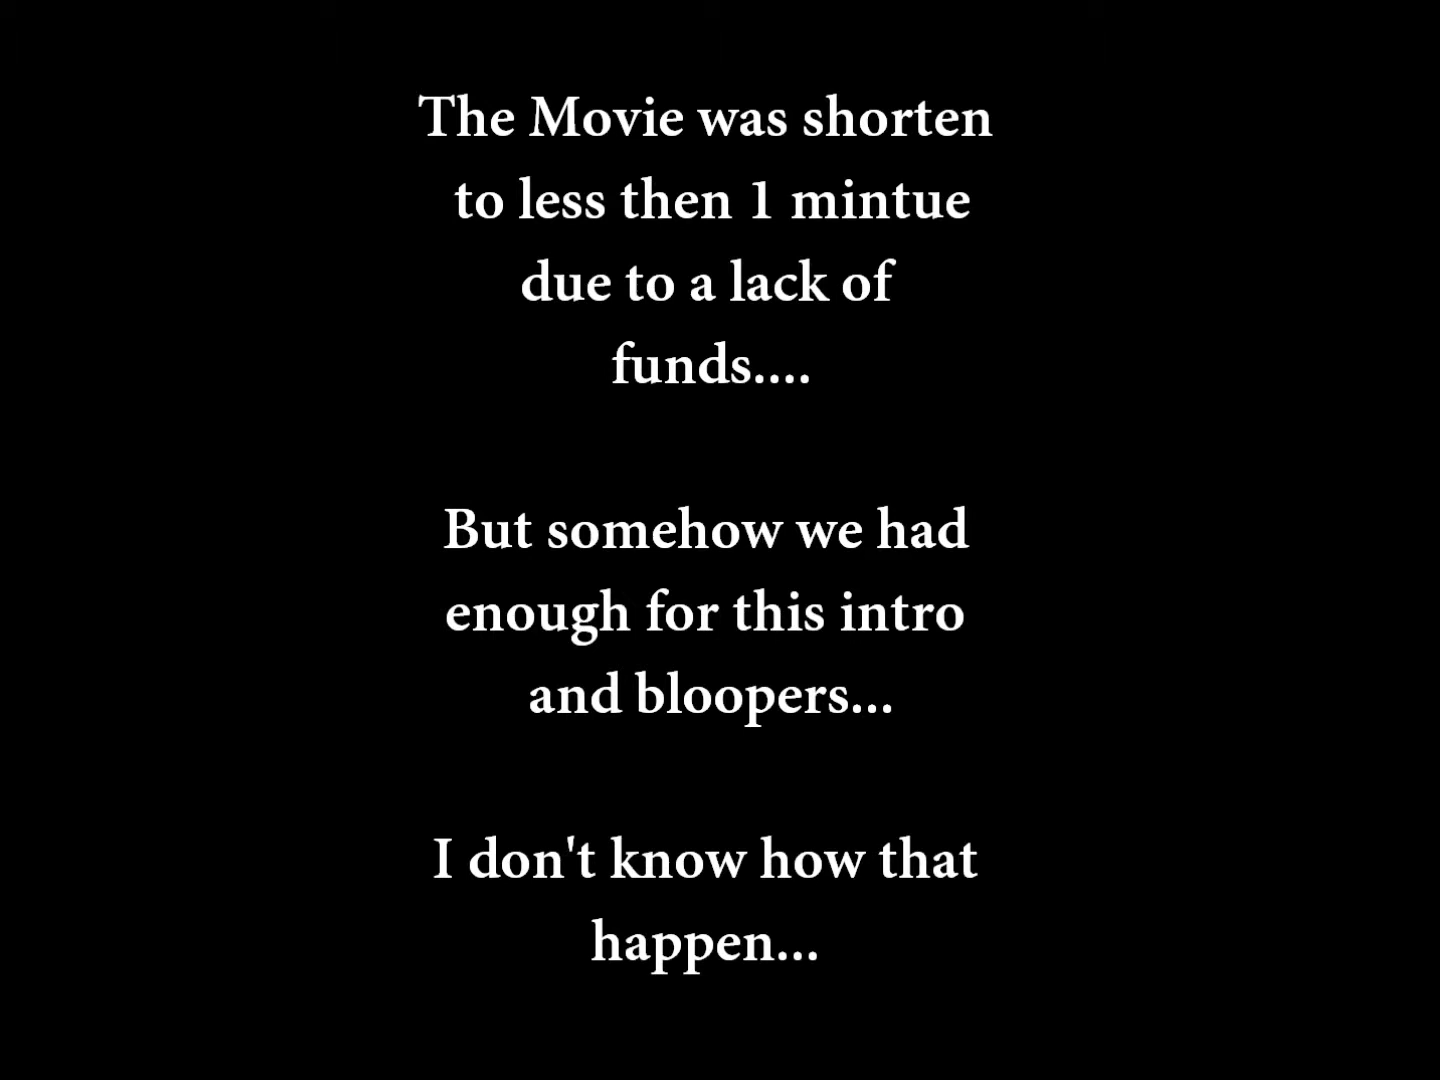 The Movie was shorten
to less then 1 mintue
due to a lack of
funds....
But somehow we had
enough for this intro
and bloopers...
I don't know how that
happen...